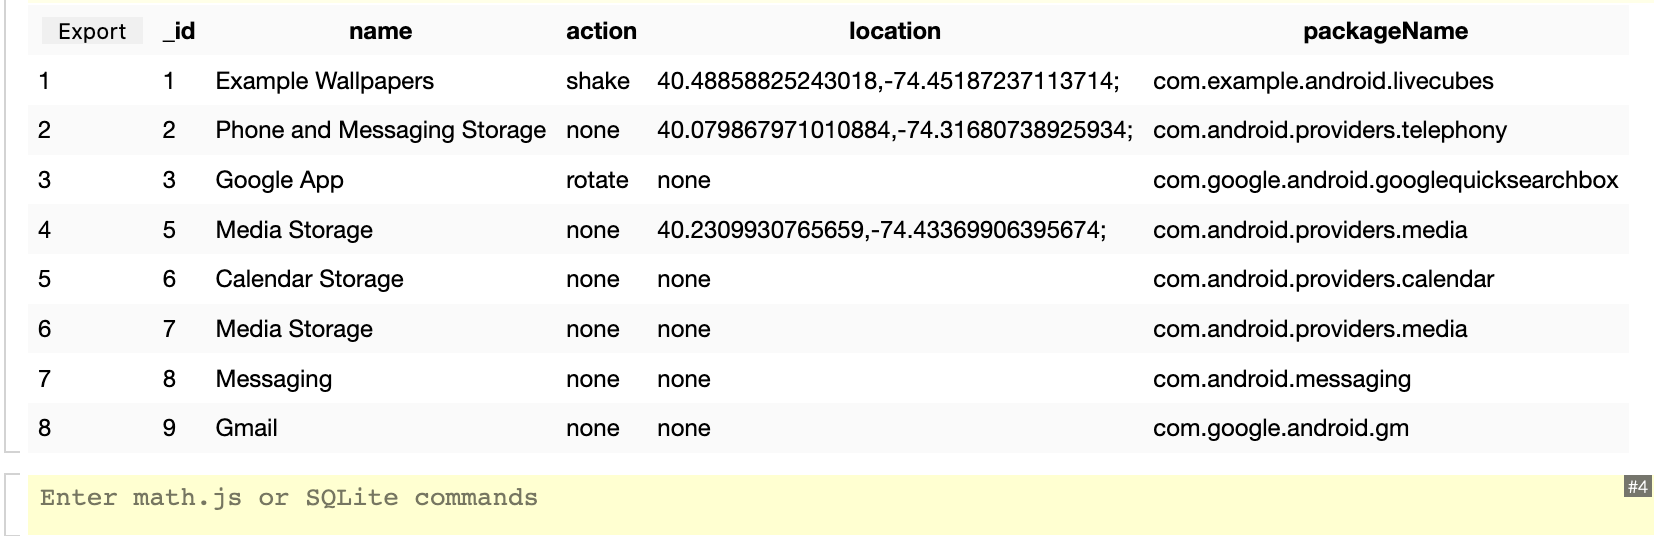 Export _id name action location packageName
1 1 Example Wallpapers shake 40.48858825243018,-74.45187237113714; com.example.android.livecubes
2 2 Phone and Messaging Storage none 40.079867971010884,-74.31680738925934; com.android.providers.telephony
3 3 Google App rotate none com.google.android.googlequicksearchbox
4 5 Media Storage none 40.2309930765659,-74.43369906395674; com.android.providers.media
5 6 Calendar Storage none none com.android.providers.calendar
6 7 Media Storage none none com.android.providers.media
7 8 Messaging none none com.android.messaging
8 9 Gmail none none com.google.android.gm
Enter math.js or SQLite commands #4